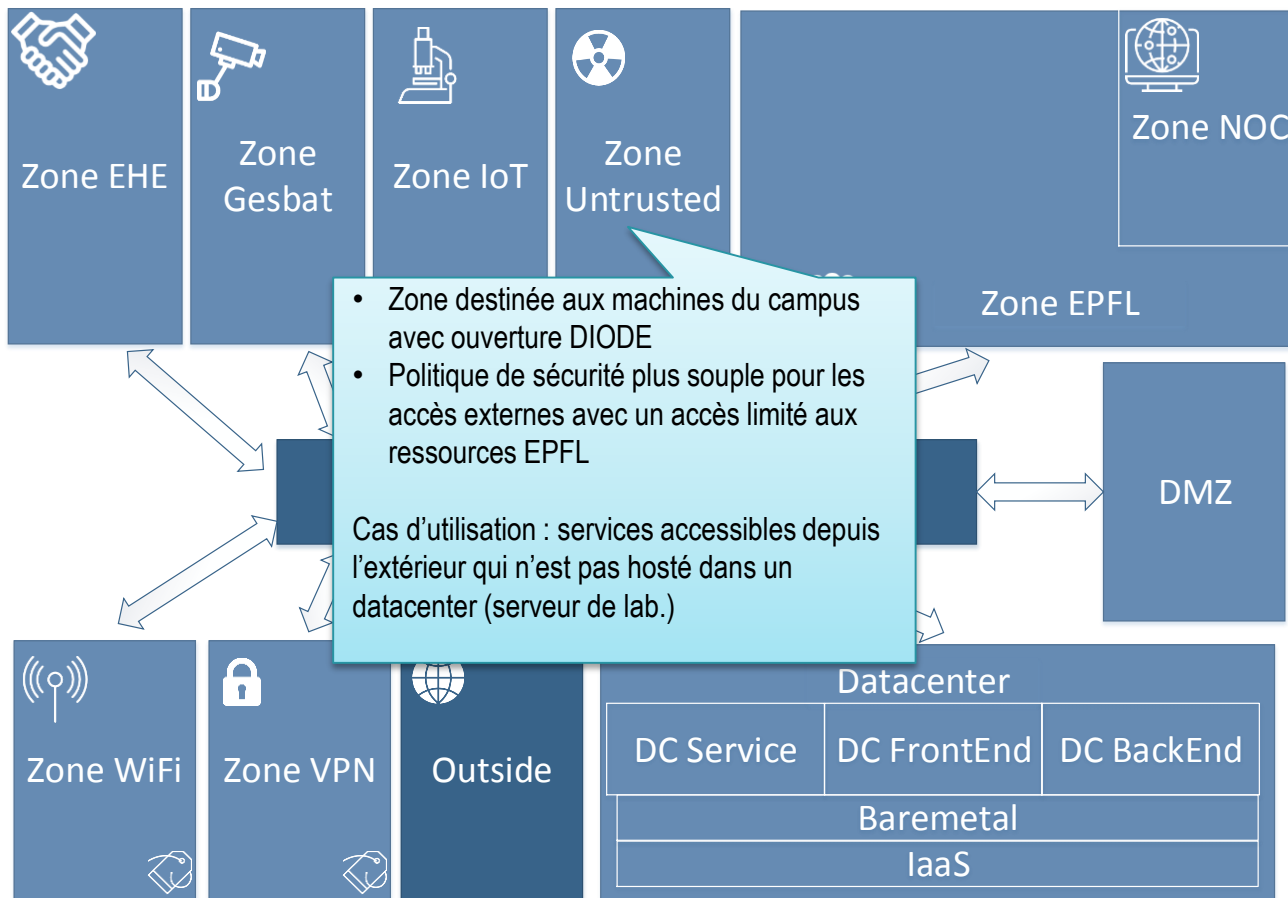 Zone EHE
Zone
Gesbat
Zone IoT
Zone
Untrusted
Zone NOC
Zone EPFL
• Zone destinée aux machines du campus
avec ouverture DIODE
• Politique de sécurité plus souple pour les
accès externes avec un accès limité aux
ressources EPFL
Cas d’utilisation : services accessibles depuis
l’extérieur qui n’est pas hosté dans un
datacenter (serveur de lab.)
DMZ
Zone WiFi
Zone VPN
Outside
Datacenter
DC Service
DC FrontEnd
DC BackEnd
Baremetal
IaaS